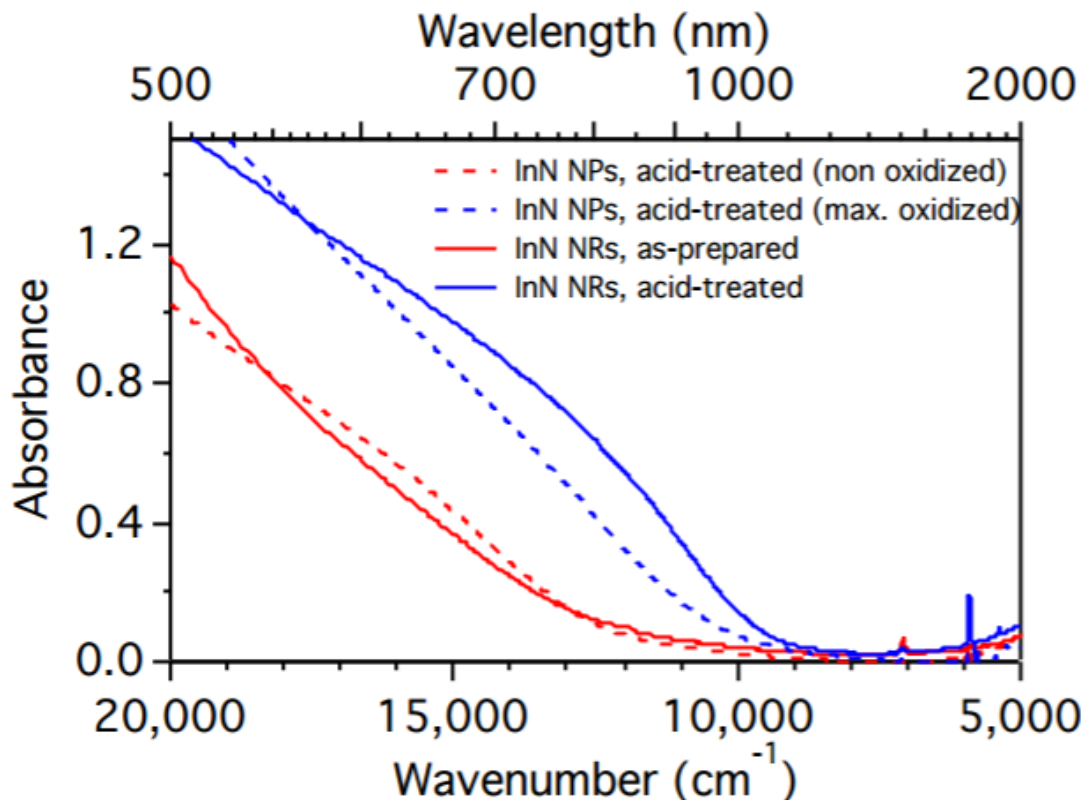 Wavelength (nm)
500 700 1000 2000
InN NPs, acid-treated (non oxidized)
InN NPs, acid-treated (max. oxidized)
InN NRs, as-prepared
InN NRs, acid-treated
Absorbance
1.2
0.8
0.4
0.0
20,000 15,000 10,000 5,000
Wavenumber (cm⁻¹)